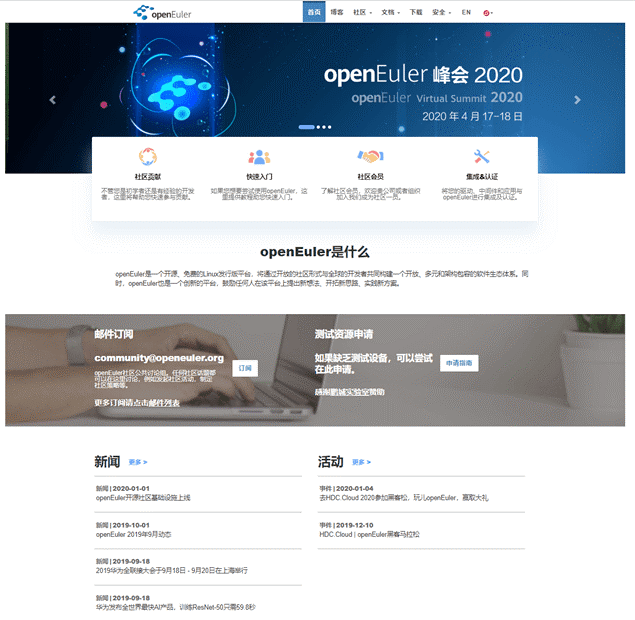 openEuler
首页 博客 社区 文档 下载 安全 EN
openEuler 峰会 2020
openEuler Virtual Summit 2020
2020 年 4 月 17-18 日
社区贡献
不管您是初学者还是有经验的开发
者，这里将帮助您快速参与贡献。
快速入门
如果您想要尝试使用openEuler，这
里提供教程助您快速入门。
社区会员
了解社区会员，欢迎贵公司或者组织
加入我们成为社区一员。
集成&认证
将您的驱动、中间件和应用与
openEuler进行集成及认证。
openEuler是什么
openEuler是一个开源、免费的Linux发行版平台，将通过开放的社区形式与全球的开发者共同构建一个开放、多元和架构包容的软件生态体系。同
时，openEuler也是一个创新的平台，鼓励任何人在该平台上提出新想法、开拓新思路、实践新方案。
邮件订阅
community@openeuler.org
openEuler社区公共讨论组。任何社区话题都
可以在这里讨论，例如发起社区活动，制定
社区策略等。
订阅
更多订阅请点击邮件列表
测试资源申请
如果缺乏测试设备，可以尝试
在此申请。
申请指南
感谢鹏城实验室帮助
新闻 更多 >
新闻 | 2020-01-01
openEuler开源社区基础设施上线
新闻 | 2019-10-01
openEuler 2019年9月动态
新闻 | 2019-09-18
2019华为全联接大会于9月18日 - 9月20日在上海举行
新闻 | 2019-09-18
华为发布全世界最快AI产品，训练ResNet-50只需59.8秒
活动 更多 >
事件 | 2020-01-04
去HDC.Cloud 2020参加黑客松，玩儿openEuler，赢取大礼
事件 | 2019-12-10
HDC.Cloud | openEuler黑客马拉松